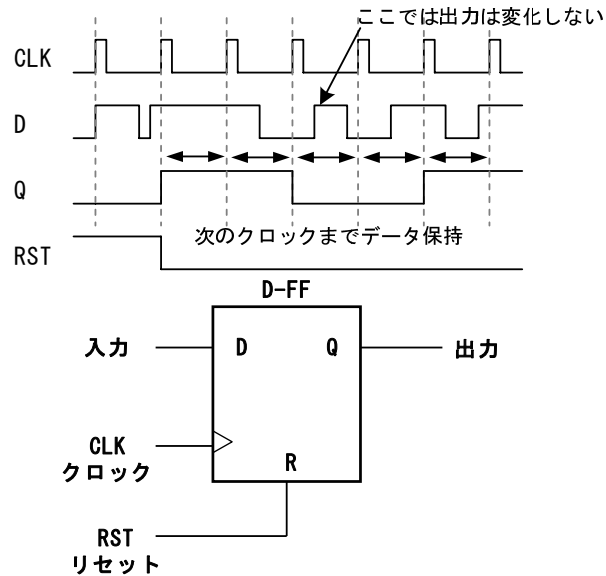 ここでは出力は変化しない
CLK
D
Q
次のクロックまでデータ保持
RST
D-FF
入力
D
Q
出力
CLK
クロック
R
RST
リセット